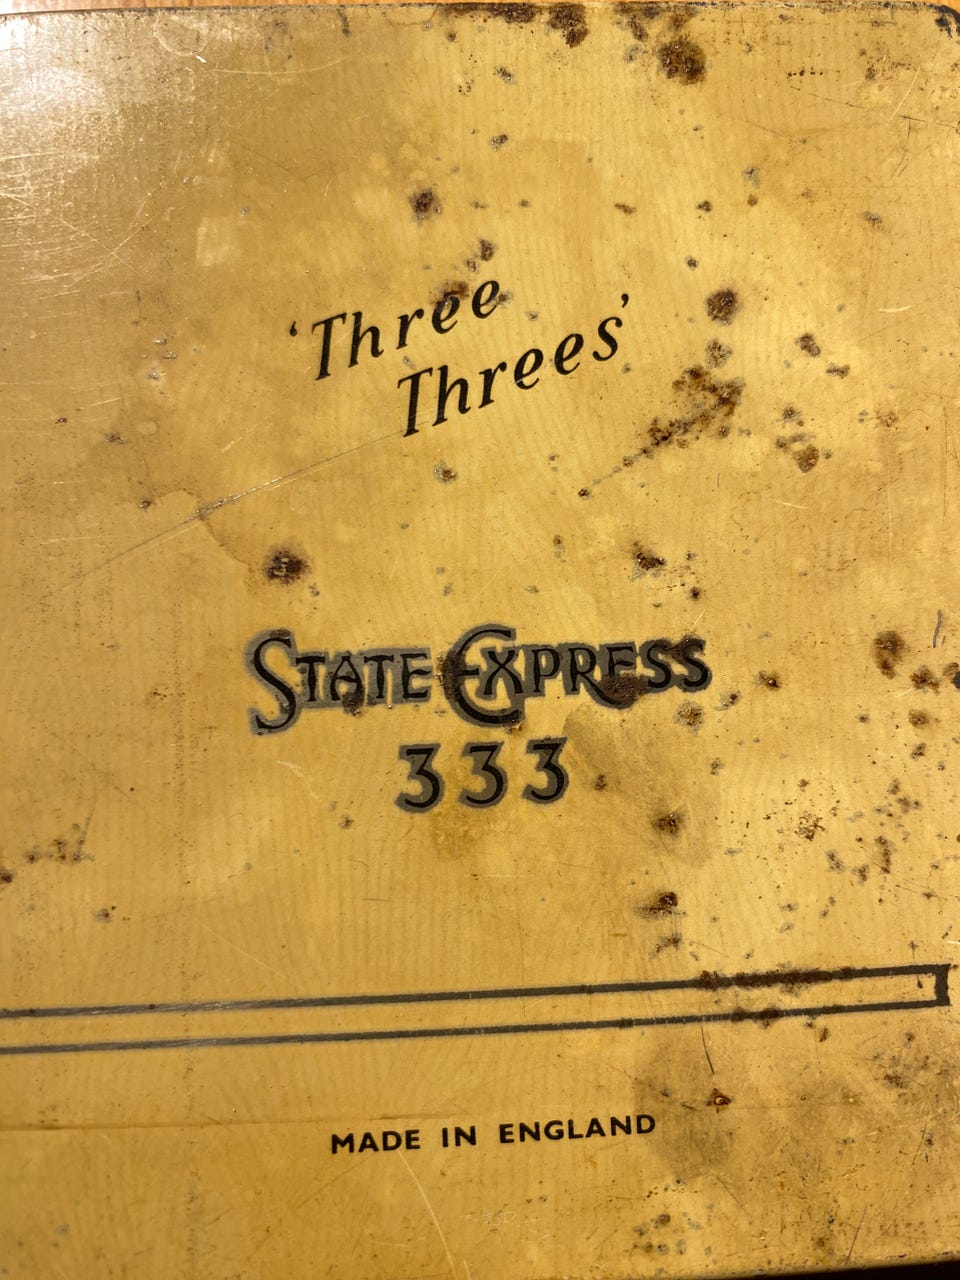 ‘Three
Threes’
STATE EXPRESS
333
MADE IN ENGLAND